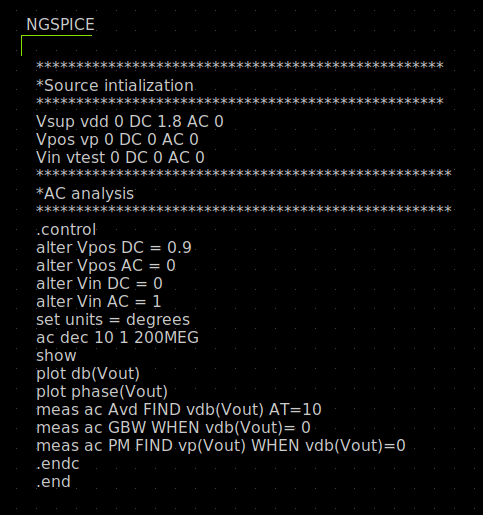 NGSPICE
***************************************************
*Source intialization
***************************************************
Vsup vdd 0 DC 1.8 AC 0
Vpos vp 0 DC 0 AC 0
Vin vtest 0 DC 0 AC 0
****************************************************
*AC analysis
****************************************************
.control
alter Vpos DC = 0.9
alter Vpos AC = 0
alter Vin DC = 0
alter Vin AC = 1
set units = degrees
ac dec 10 1 200MEG
show
plot db(Vout)
plot phase(Vout)
meas ac Avd FIND vdb(Vout) AT=10
meas ac GBW WHEN vdb(Vout)= 0
meas ac PM FIND vp(Vout) WHEN vdb(Vout)=0
.endc
.end